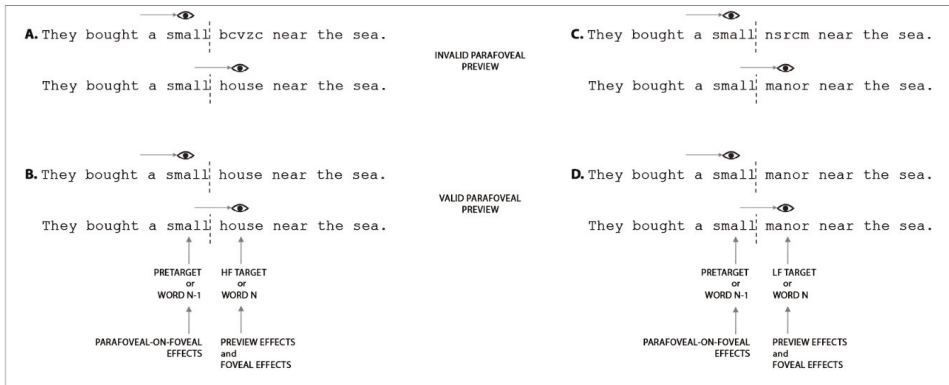 A. They bought a small bcvzc near the sea.
They bought a small house near the sea.
INVALID PARAFOVEAL
PREVIEW
C. They bought a small nsrcm near the sea.
They bought a small manor near the sea.
B. They bought a small house near the sea.
They bought a small house near the sea.
VALID PARAFOVEAL
PREVIEW
D. They bought a small manor near the sea.
They bought a small manor near the sea.
PRETARGET
or
WORD N-1
HF TARGET
or
WORD N
PARAFOVEAL-ON-FOVEAL
EFFECTS
PREVIEW EFFECTS
and
FOVEAL EFFECTS
PRETARGET
or
WORD N-1
LF TARGET
or
WORD N
PARAFOVEAL-ON-FOVEAL
EFFECTS
PREVIEW EFFECTS
and
FOVEAL EFFECTS